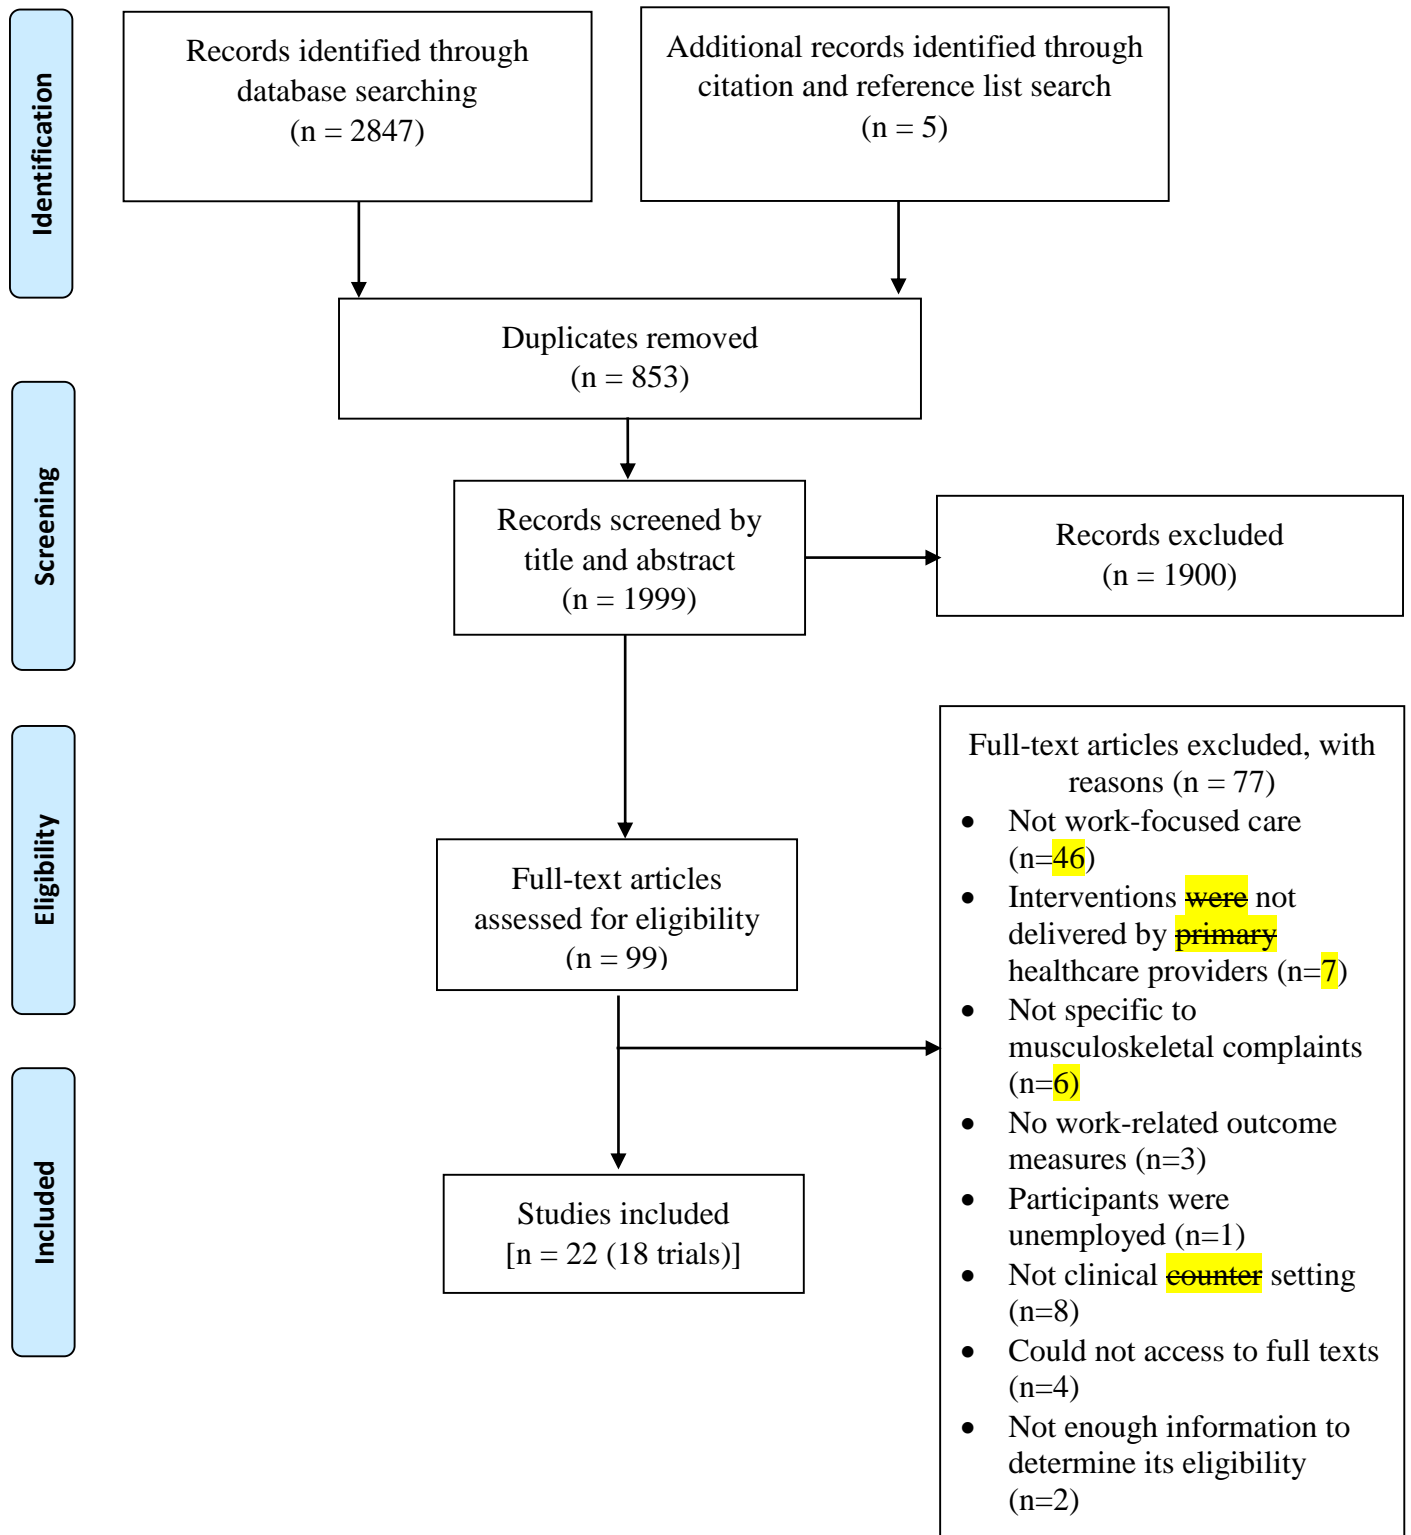 Identification
Records identified through
database searching
(n = 2847)
Additional records identified through
citation and reference list search
(n = 5)
Duplicates removed
(n = 853)
Screening
Records screened by
title and abstract
(n = 1999)
Records excluded
(n = 1900)
Eligibility
Full-text articles
assessed for eligibility
(n = 99)
Full-text articles excluded, with
reasons (n = 77)
• Not work-focused care
(n=46)
• Interventions were not
delivered by primary
healthcare providers (n=7)
• Not specific to
musculoskeletal complaints
(n=6)
• No work-related outcome
measures (n=3)
• Participants were
unemployed (n=1)
• Not clinical counter setting
(n=8)
• Could not access to full texts
(n=4)
• Not enough information to
determine its eligibility
(n=2)
Included
Studies included
[n = 22 (18 trials)]